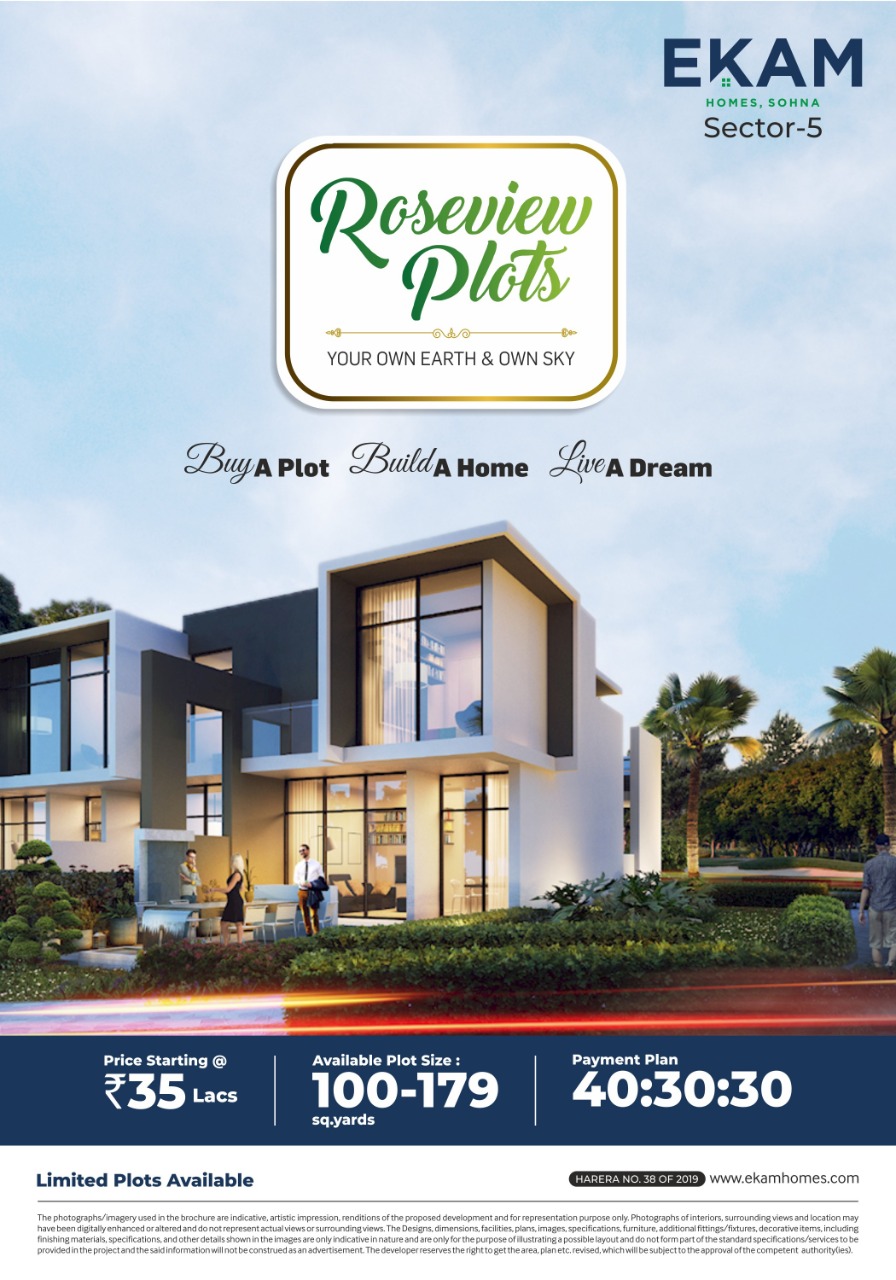 EKAM
HOMES, SOHNA
Sector-5
Roseview
Plots
YOUR OWN EARTH & OWN SKY
Buy A Plot Build A Home Live A Dream
Price Starting @
₹35 Lacs
Available Plot Size :
100-179
sq.yards
Payment Plan
40:30:30
Limited Plots Available
HARERA NO. 38 OF 2019 www.ekamhomes.com
The photographs/imagery used in the brochure are indicative, artistic impression, renditions of the proposed development and for representation purpose only. Photographs of interiors, surrounding views and location may
have been digitally enhanced or altered and do not represent actual views or surrounding views. The Designs, dimensions, facilities, plans, images, specifications, furniture, additional fittings/fixtures, decorative items, including
finishing materials, specifications, and other details shown in the images are only indicative in nature and are only for the purpose of illustrating a possible layout and do not form part of the standard specifications/services to be
provided in the project and the said information will not be construed as an advertisement. The developer reserves the right to get the area, plan etc. revised, which will be subject to the approval of the competent authority(ies).